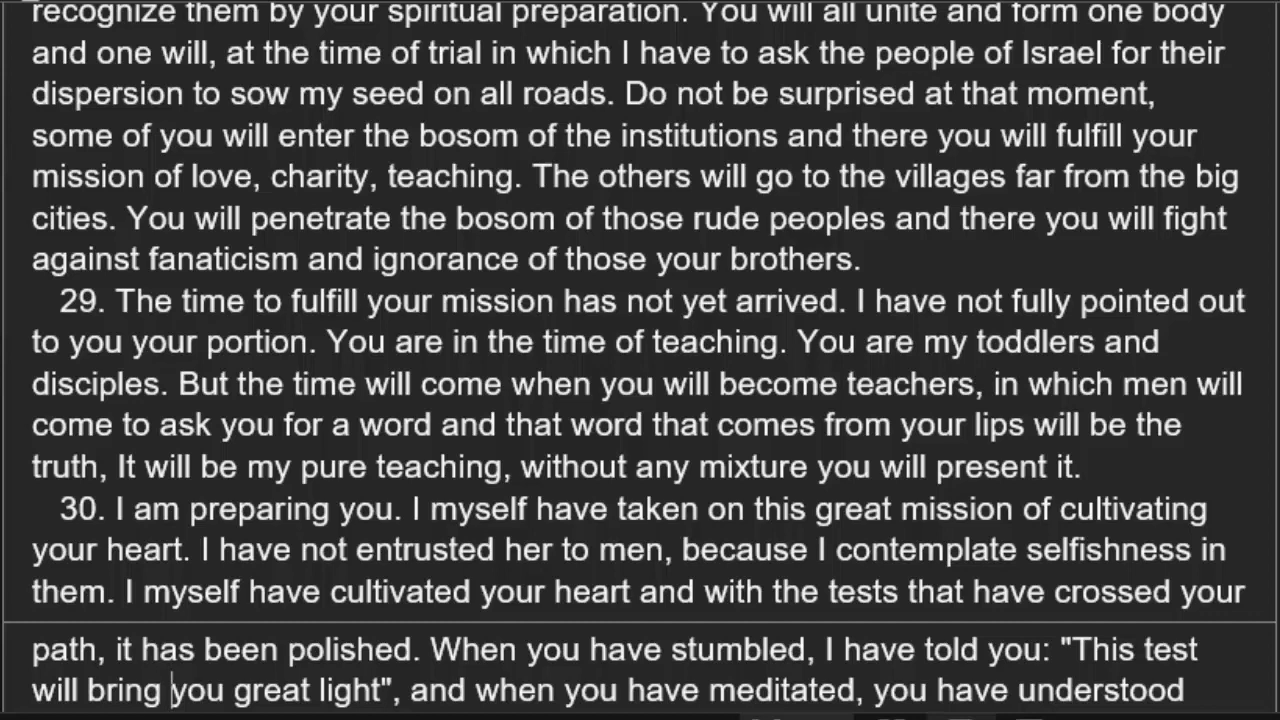 recognize them by your spiritual preparation. You will all unite and form one body
and one will, at the time of trial in which I have to ask the people of Israel for their
dispersion to sow my seed on all roads. Do not be surprised at that moment,
some of you will enter the bosom of the institutions and there you will fulfill your
mission of love, charity, teaching. The others will go to the villages far from the big
cities. You will penetrate the bosom of those rude peoples and there you will fight
against fanaticism and ignorance of those your brothers.
29. The time to fulfill your mission has not yet arrived. I have not fully pointed out
to you your portion. You are in the time of teaching. You are my toddlers and
disciples. But the time will come when you will become teachers, in which men will
come to ask you for a word and that word that comes from your lips will be the
truth, It will be my pure teaching, without any mixture you will present it.
30. I am preparing you. I myself have taken on this great mission of cultivating
your heart. I have not entrusted her to men, because I contemplate selfishness in
them. I myself have cultivated your heart and with the tests that have crossed your
path, it has been polished. When you have stumbled, I have told you: "This test
will bring you great light", and when you have meditated, you have understood